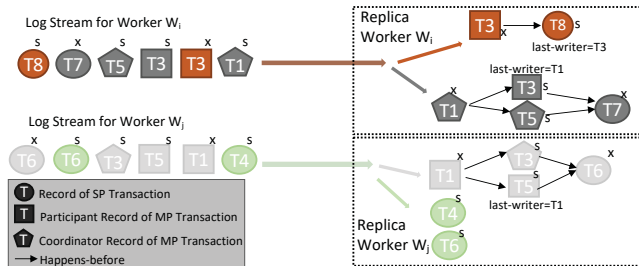 Log Stream for Worker Wi
s x s s x s
T8 T7 T5 T3 T3 T1
Replica
Worker Wi
T3 x T8 s
last-writer=T3
last-writer=T1
T1 x T3 s T5 s T7 x
Log Stream for Worker Wj
x s s s x s
T6 T6 T3 T5 T1 T4
T Record of SP Transaction
T Participant Record of MP Transaction
T Coordinator Record of MP Transaction
Happens-before
T1 x T3 s T5 s T6 x
last-writer=T1
T4 s
T6 s
Replica
Worker Wj